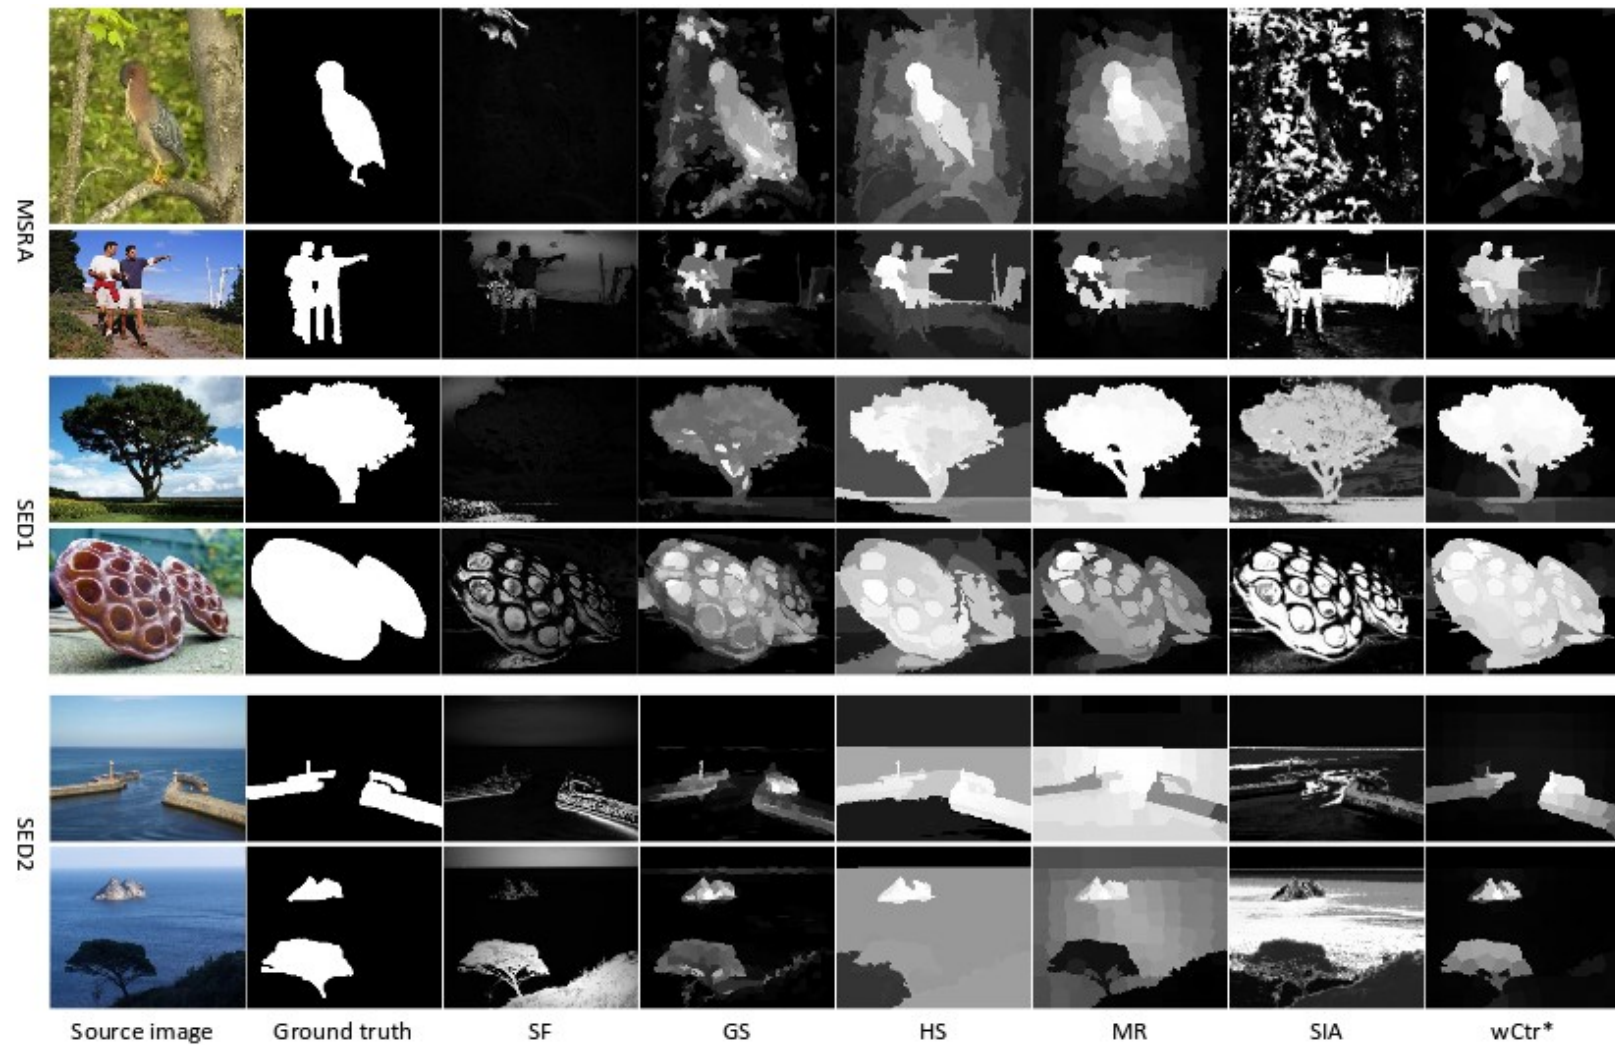 MSRA
SED1
SED2
Source image Ground truth SF GS HS MR SIA wCtr*